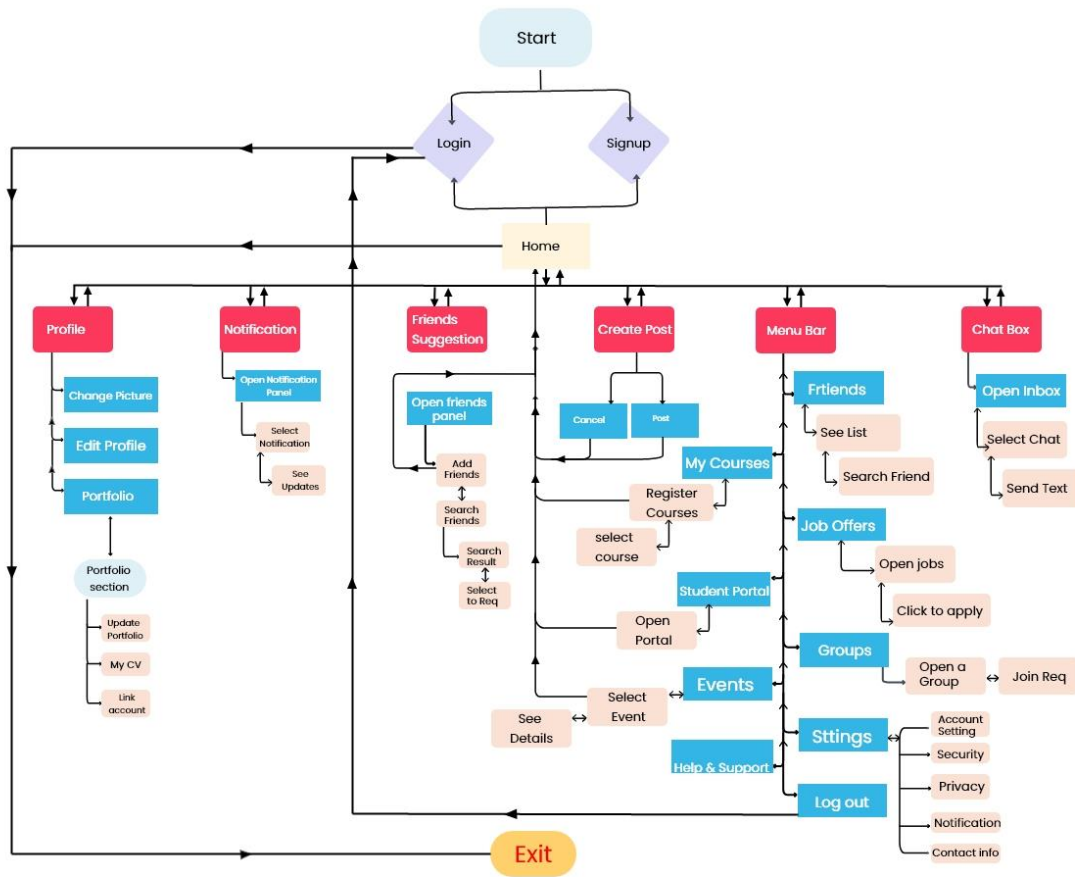 Start
Login
Signup
Home
Profile
Notification
Friends
Suggestion
Create Post
Menu Bar
Chat Box
Change Picture
Edit Profile
Portfolio
Portfolio
section
Update
Portfolio
My CV
Link
account
Open Notification
Panel
Select
Notification
See
Updates
Open friends
panel
Add
Friends
Search
Friends
Search
Result
Select
to Req
Cancel
Post
My Courses
Register
Courses
select
course
Student Portal
Open
Portal
Events
Select
Event
See
Details
Help & Support
Frtiends
See List
Search Friend
Job Offers
Open jobs
Click to apply
Groups
Open a
Group
Join Req
Sttings
Account
Setting
Security
Privacy
Notification
Contact info
Log out
Open Inbox
Select Chat
Send Text
Exit